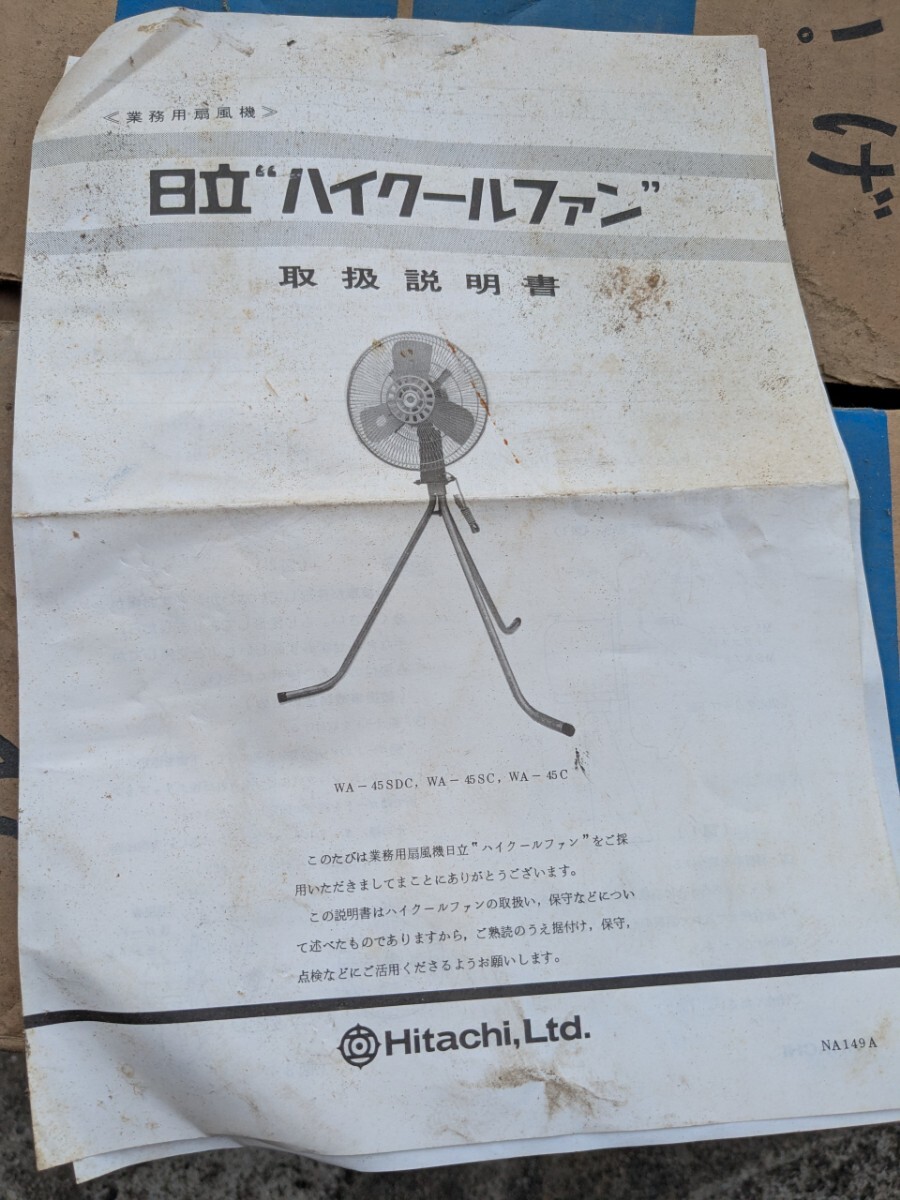 ≪業務用扇風機≫
日立“ハイクールファン”
取扱説明書
WA－45SDC，WA－45SC，WA－45C
このたびは業務用扇風機日立”ハイクールファン”をご採
用いただきましてまことにありがとうございます。
この説明書はハイクールファンの取扱い，保守などについ
て述べたものでありますから，ご熟読のうえ据付け，保守，
点検などにご活用くださるようお願いします。
Hitachi, Ltd.
NA149A
！
げ